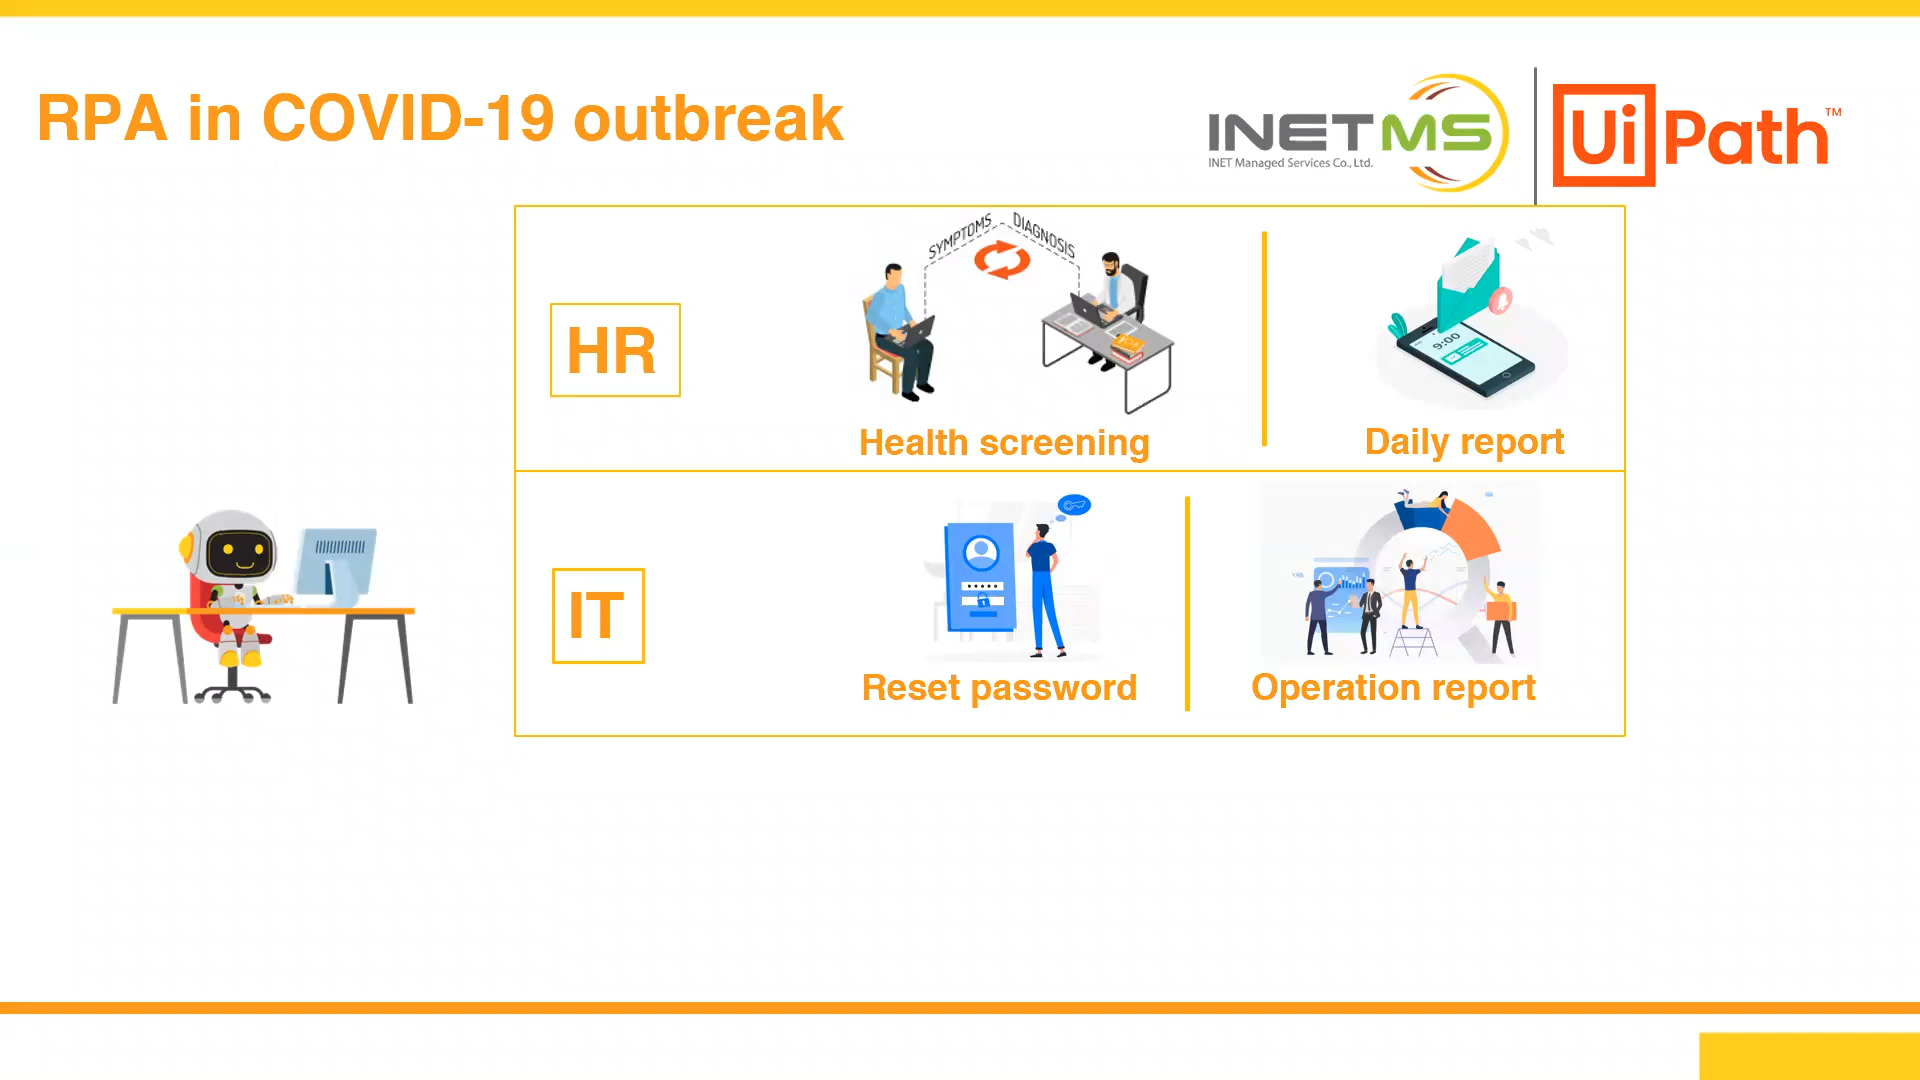 RPA in COVID-19 outbreak
INETMS
INET Managed Services Co., Ltd.
UiPath™
SYMPTOMS
DIAGNOSIS
HR
9:00
Health screening
Daily report
IT
Reset password
Operation report